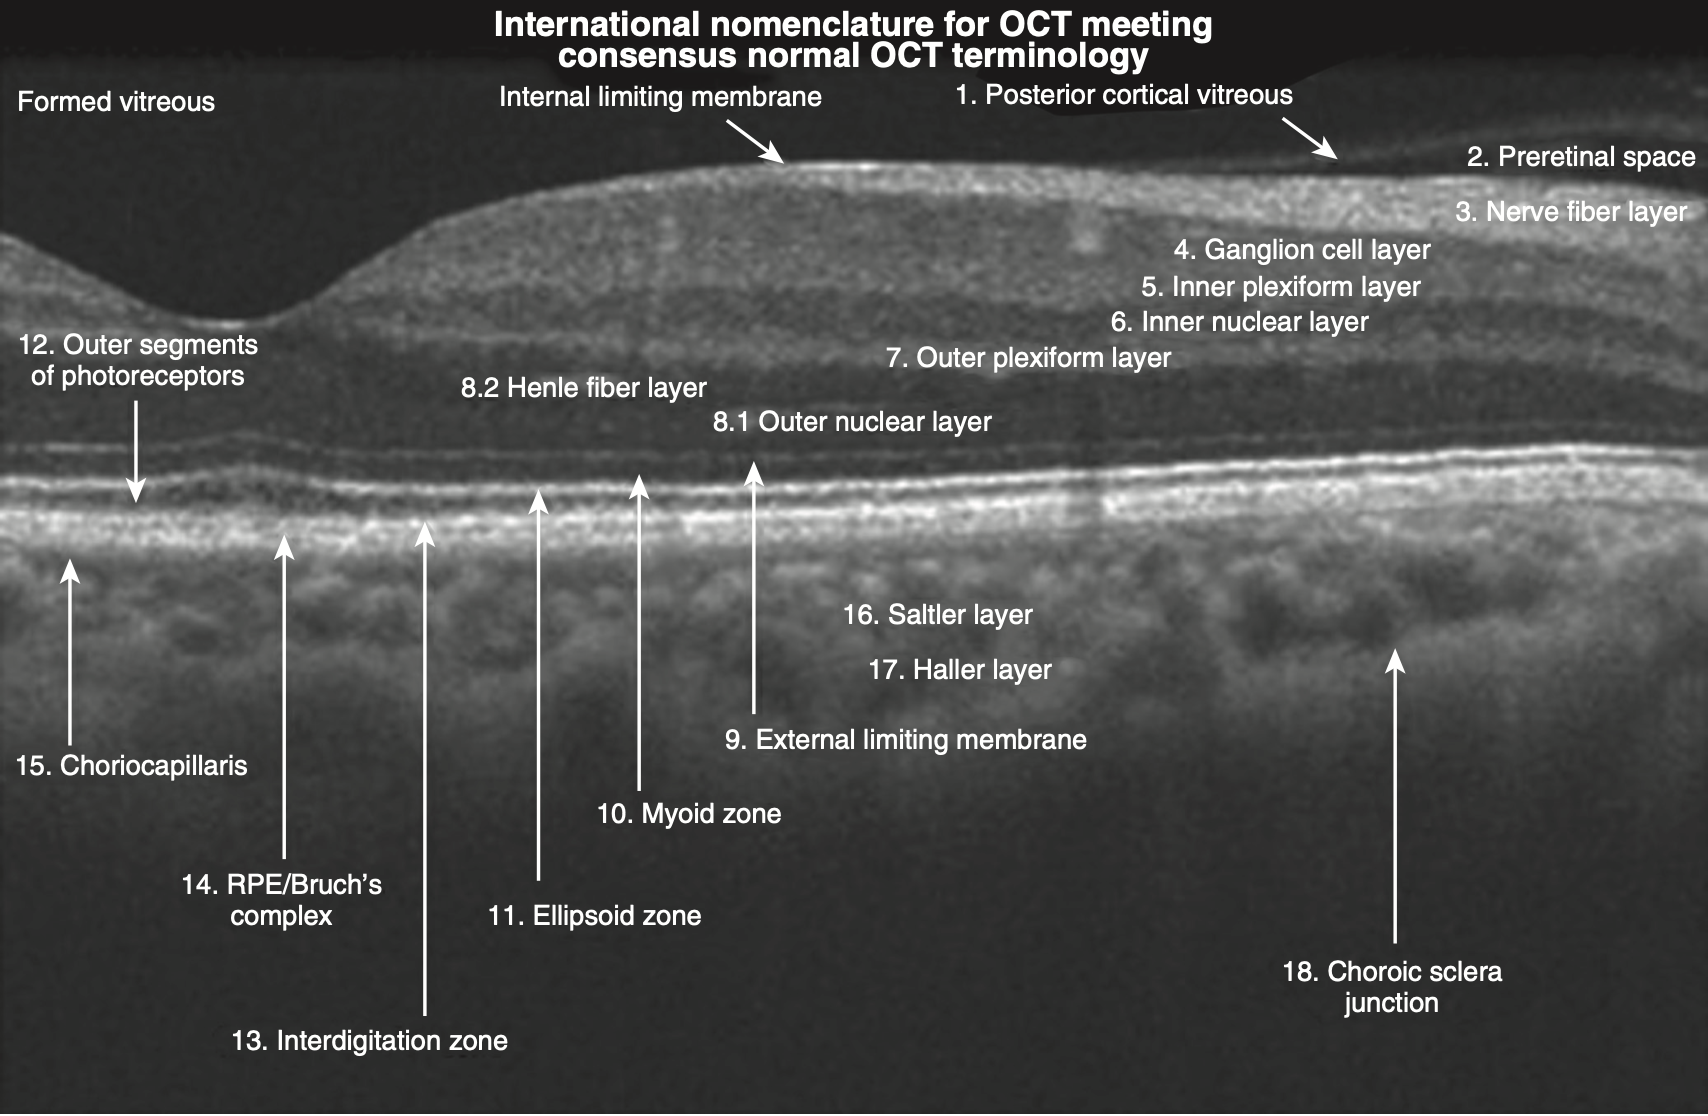 International nomenclature for OCT meeting
consensus normal OCT terminology
Formed vitreous
Internal limiting membrane
1. Posterior cortical vitreous
2. Preretinal space
3. Nerve fiber layer
4. Ganglion cell layer
5. Inner plexiform layer
6. Inner nuclear layer
7. Outer plexiform layer
12. Outer segments
of photoreceptors
8.2 Henle fiber layer
8.1 Outer nuclear layer
16. Saltler layer
17. Haller layer
9. External limiting membrane
15. Choriocapillaris
10. Myoid zone
14. RPE/Bruch’s
complex
11. Ellipsoid zone
18. Choroic sclera
junction
13. Interdigitation zone